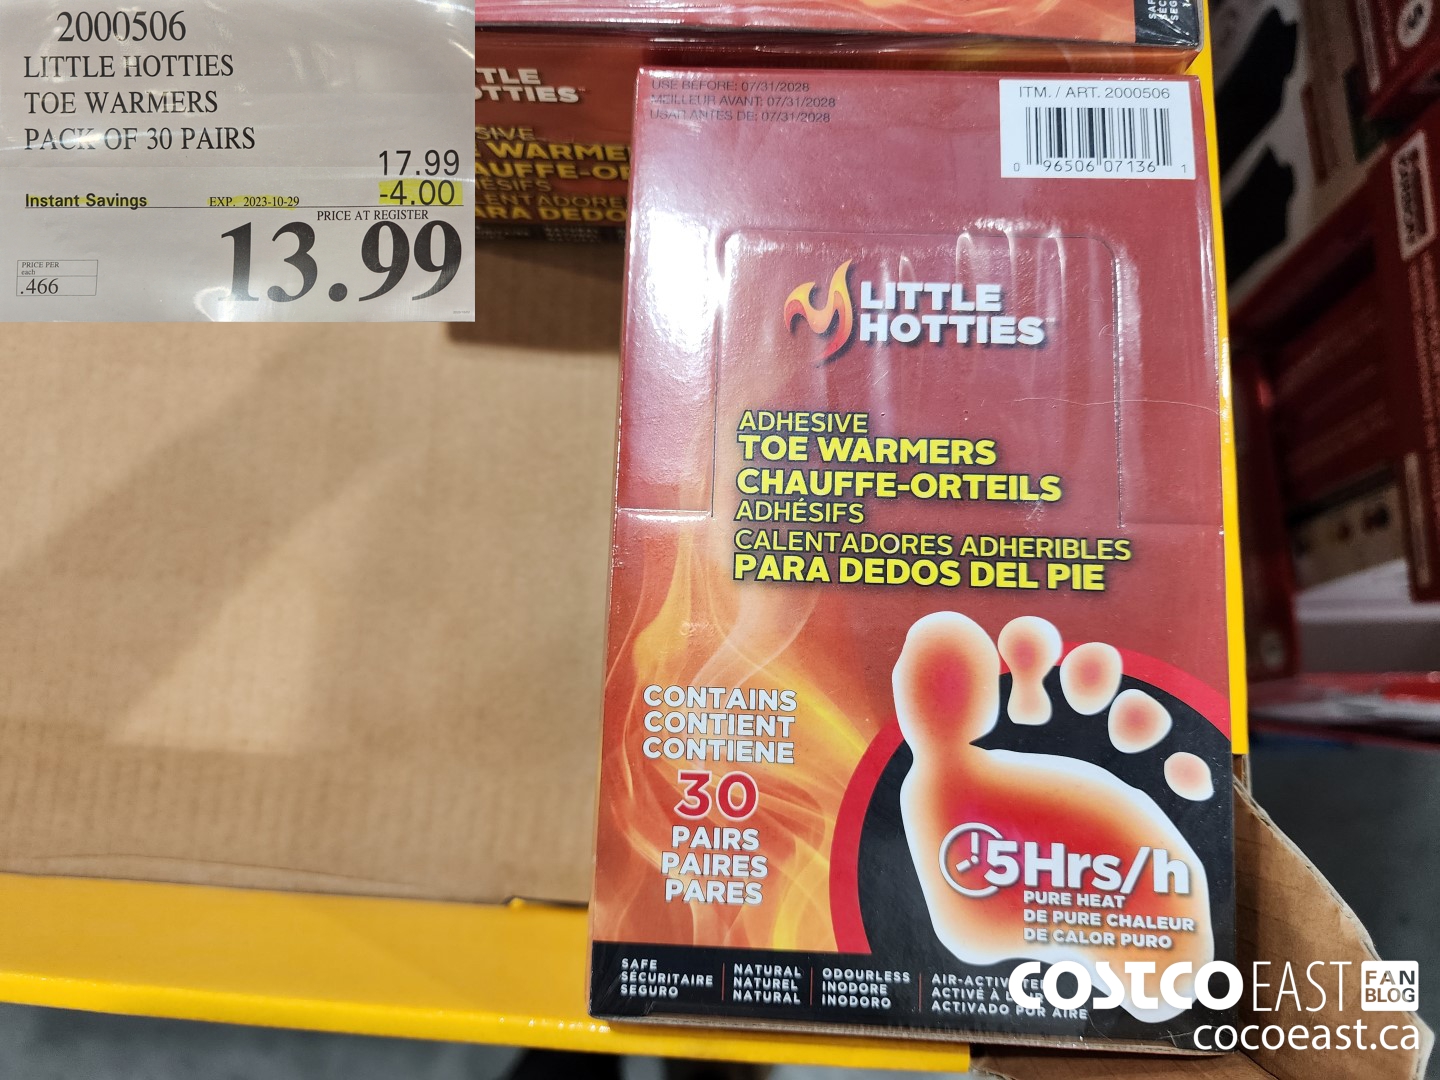 2000506
LITTLE HOTTIES
TOE WARMERS
PACK OF 30 PAIRS
17.99
Instant Savings EXP. 2023-10-29 -4.00
PRICE AT REGISTER
13.99
PRICE PER
each
.466
USE BEFORE: 07/31/2028
MEILLEUR AVANT: 07/31/2028
USAR ANTES DE: 07/31/2028
ITM. / ART. 2000506
0 96506 07136 1
LITTLE
HOTTIES™
ADHESIVE
TOE WARMERS
CHAUFFE-ORTEILS
ADHÉSIFS
CALENTADORES ADHERIBLES
PARA DEDOS DEL PIE
CONTAINS
CONTIENT
CONTIENE
30
PAIRS
PAIRES
PARES
5Hrs/h
PURE HEAT
DE PURE CHALEUR
DE CALOR PURO
SAFE
SÉCURITAIRE
SEGURO
NATURAL
NATUREL
NATURAL
ODOURLESS
INODORE
INODORO
ACTIVADO POR AIRE
COSTCO EAST FAN BLOG
cocoeast.ca